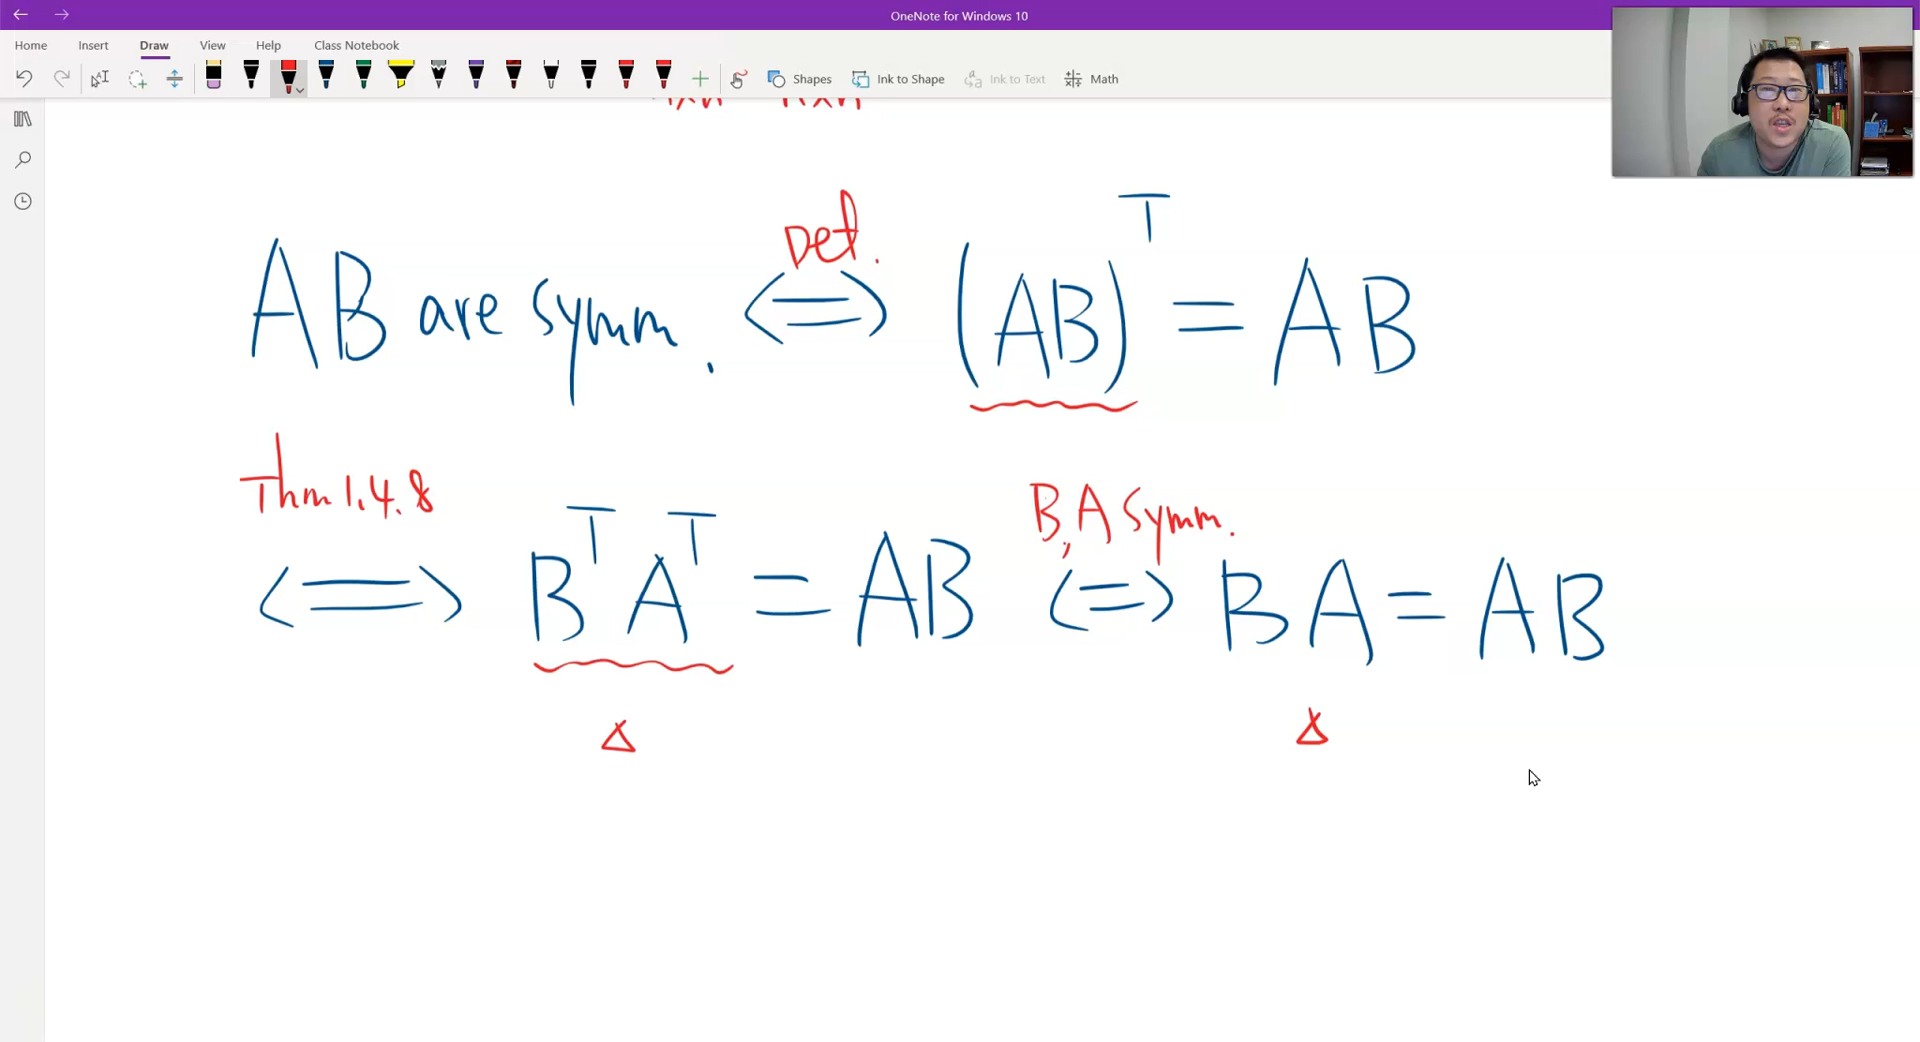 OneNote for Windows 10
Home Insert Draw View Help Class Notebook
Shapes Ink to Shape Ink to Text Math
Def.
AB are symm. <=> (AB)^T = AB
Thm 1.4.8
B, A symm.
<=> B^T A^T = AB <=> BA = AB
Δ Δ